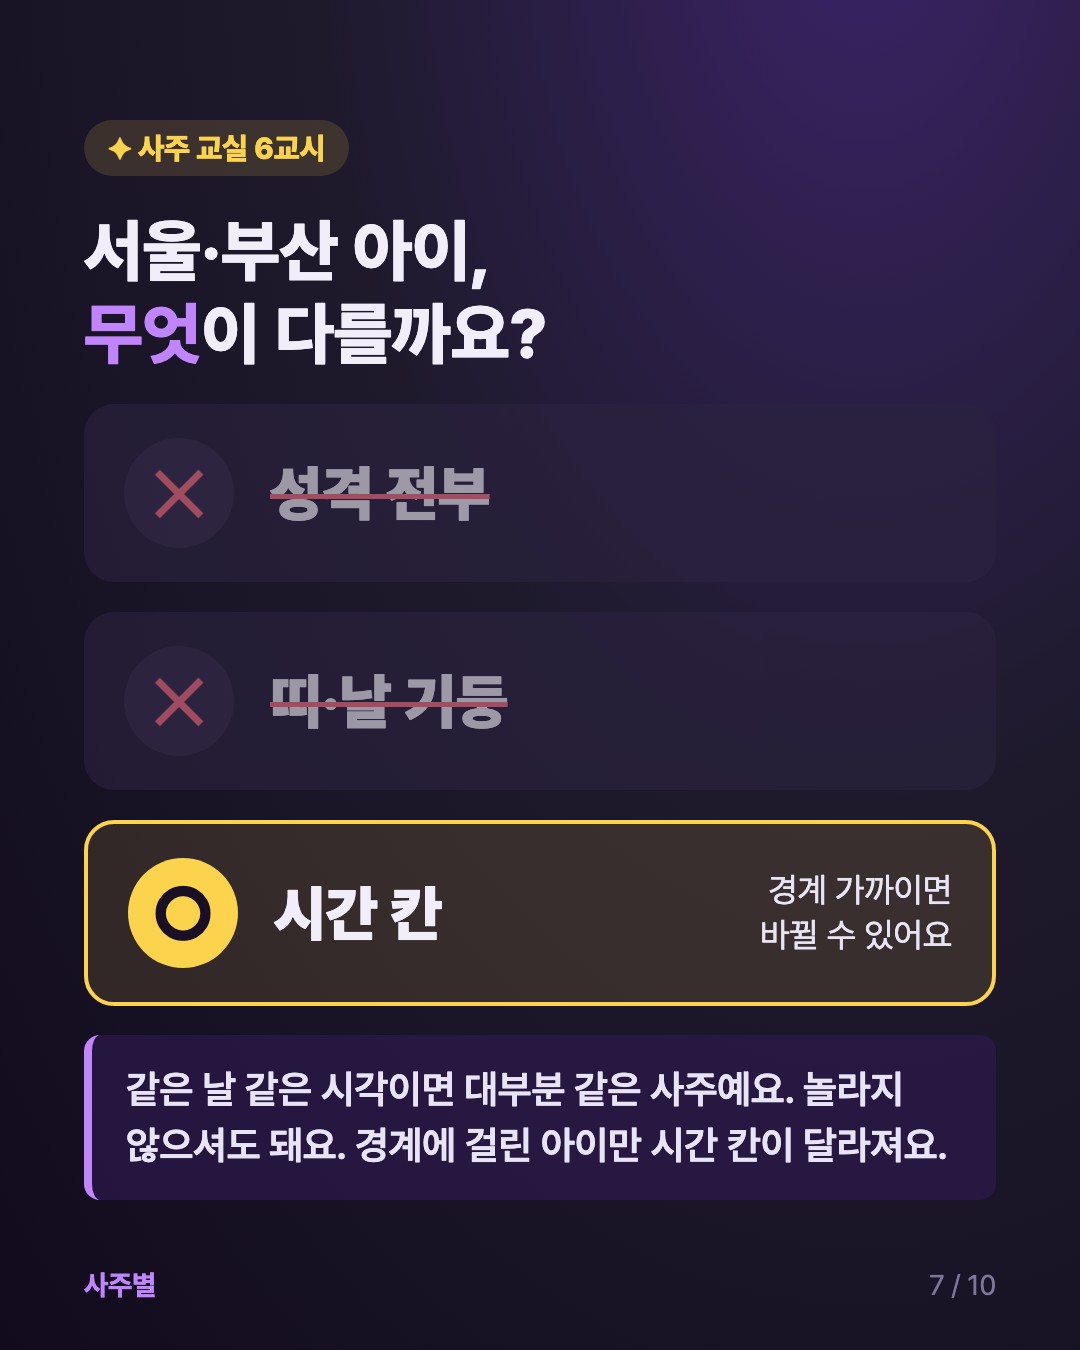 ✦ 사주 교실 6교시
서울·부산 아이,
무엇이 다를까요?
성격 전부
띠·날 기둥
시간 칸
경계 가까이면
바뀔 수 있어요
같은 날 같은 시각이면 대부분 같은 사주예요. 놀라지
않으셔도 돼요. 경계에 걸린 아이만 시간 칸이 달라져요.
사주별
7 / 10